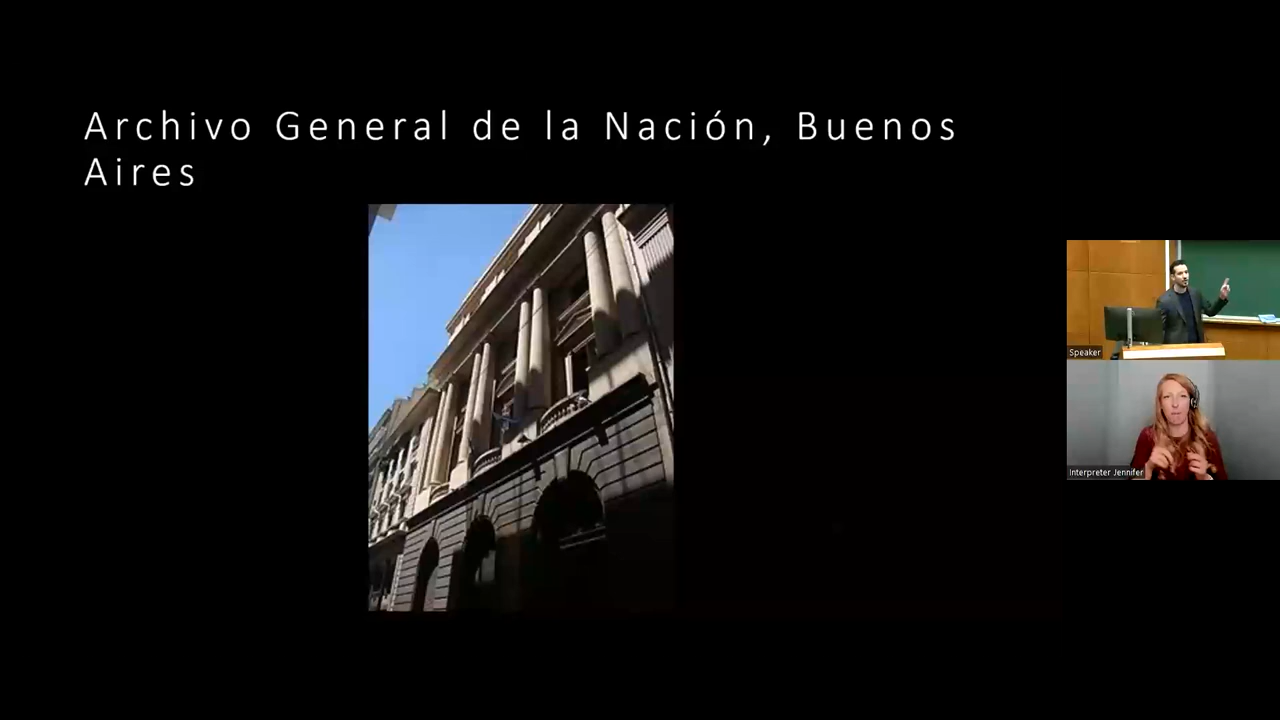 Archivo General de la Nación, Buenos
Aires
Speaker
Interpreter Jennifer